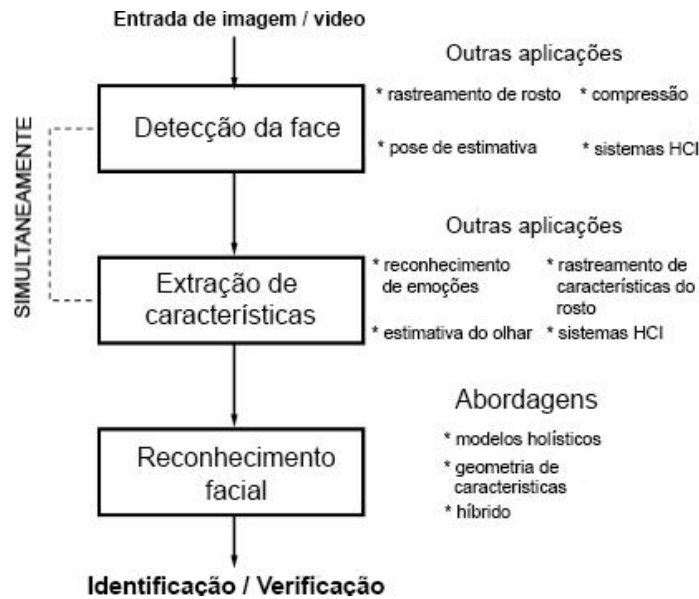 Entrada de imagem / video
Outras aplicações
* rastreamento de rosto * compressão
Detecção da face
* pose de estimativa * sistemas HCI
SIMULTANEAMENTE
Outras aplicações
* reconhecimento de emoções
* rastreamento de características do rosto
Extração de
características
* estimativa do olhar * sistemas HCI
Abordagens
* modelos holísticos
* geometria de
caracteristicas
* híbrido
Reconhecimento
facial
Identificação / Verificação